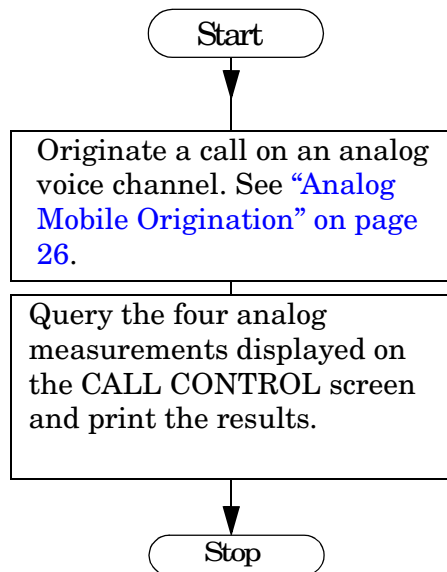 Start
Originate a call on an analog
voice channel. See “Analog
Mobile Origination” on page
26.
Query the four analog
measurements displayed on
the CALL CONTROL screen
and print the results.
Stop